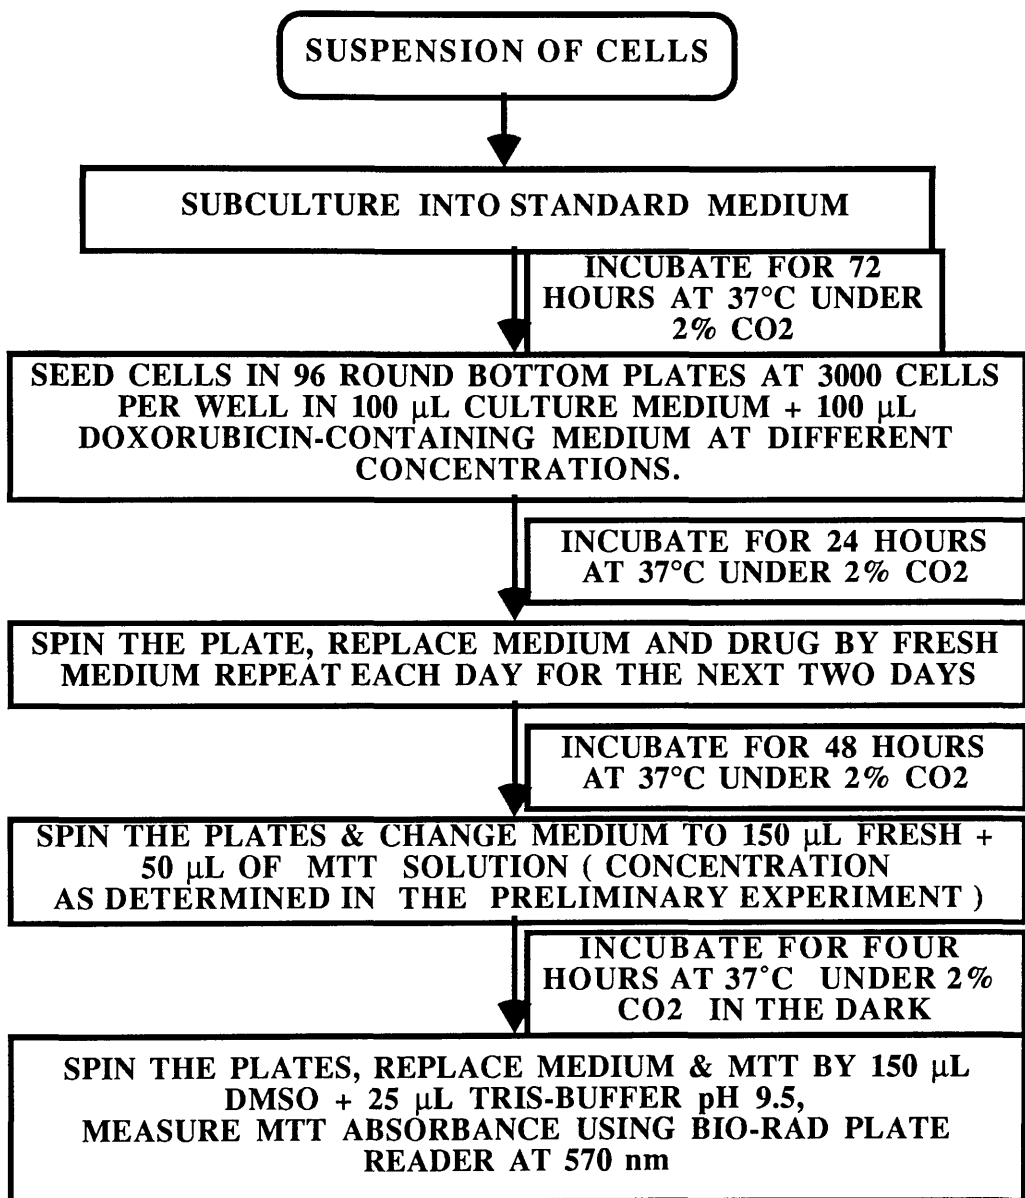 SUSPENSION OF CELLS
SUBCULTURE INTO STANDARD MEDIUM
INCUBATE FOR 72
HOURS AT 37°C UNDER
2% CO2
SEED CELLS IN 96 ROUND BOTTOM PLATES AT 3000 CELLS
PER WELL IN 100 µL CULTURE MEDIUM + 100 µL
DOXORUBICIN-CONTAINING MEDIUM AT DIFFERENT
CONCENTRATIONS.
INCUBATE FOR 24 HOURS
AT 37°C UNDER 2% CO2
SPIN THE PLATE, REPLACE MEDIUM AND DRUG BY FRESH
MEDIUM REPEAT EACH DAY FOR THE NEXT TWO DAYS
INCUBATE FOR 48 HOURS
AT 37°C UNDER 2% CO2
SPIN THE PLATES & CHANGE MEDIUM TO 150 µL FRESH +
50 µL OF MTT SOLUTION ( CONCENTRATION
AS DETERMINED IN THE PRELIMINARY EXPERIMENT )
INCUBATE FOR FOUR
HOURS AT 37°C UNDER 2%
CO2 IN THE DARK
SPIN THE PLATES, REPLACE MEDIUM & MTT BY 150 µL
DMSO + 25 µL TRIS-BUFFER pH 9.5,
MEASURE MTT ABSORBANCE USING BIO-RAD PLATE
READER AT 570 nm